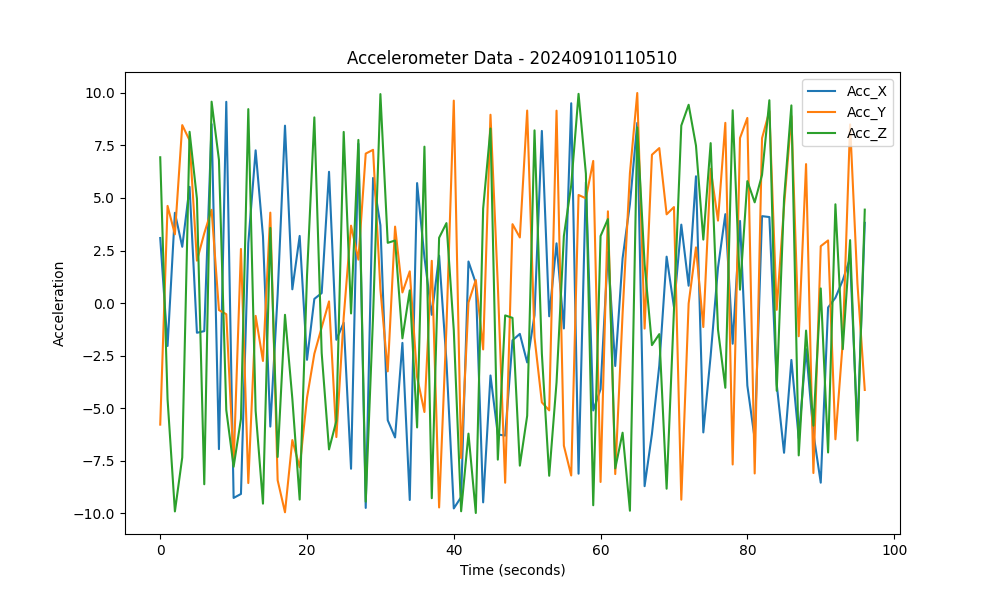 Accelerometer Data - 20240910110510
Acc_X
Acc_Y
Acc_Z
Acceleration
10.0
7.5
5.0
2.5
0.0
−2.5
−5.0
−7.5
−10.0
0
20
40
60
80
100
Time (seconds)